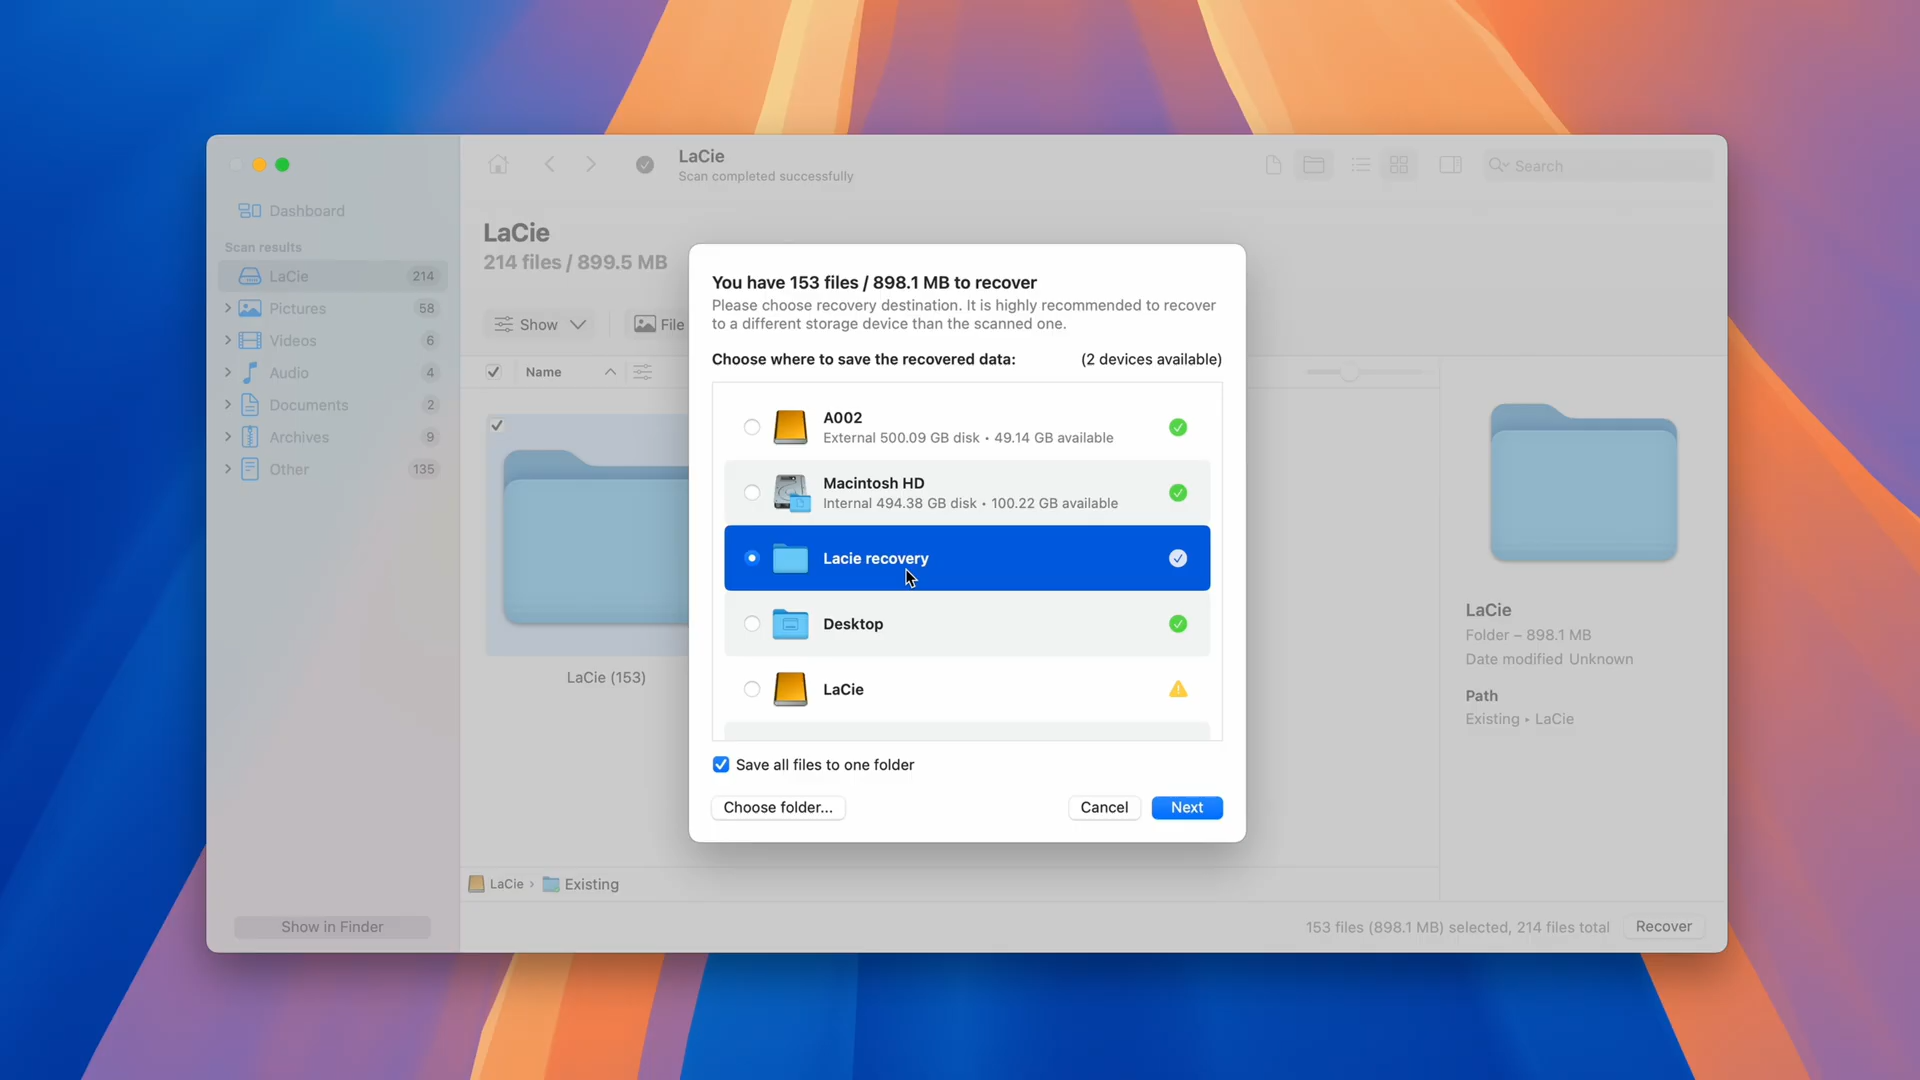 LaCie
Scan completed successfully
Search
Dashboard
Scan results
LaCie 214
Pictures 58
Videos 6
Audio 4
Documents 2
Archives 9
Other 135
Show in Finder
LaCie
214 files / 899.5 MB
Show
File
Name
LaCie (153)
You have 153 files / 898.1 MB to recover
Please choose recovery destination. It is highly recommended to recover
to a different storage device than the scanned one.
Choose where to save the recovered data: (2 devices available)
A002
External 500.09 GB disk • 49.14 GB available
Macintosh HD
Internal 494.38 GB disk • 100.22 GB available
Lacie recovery
Desktop
LaCie
Save all files to one folder
Choose folder...
Cancel
Next
LaCie
Folder – 898.1 MB
Date modified Unknown
Path
Existing ‣ LaCie
LaCie › Existing
153 files (898.1 MB) selected, 214 files total
Recover